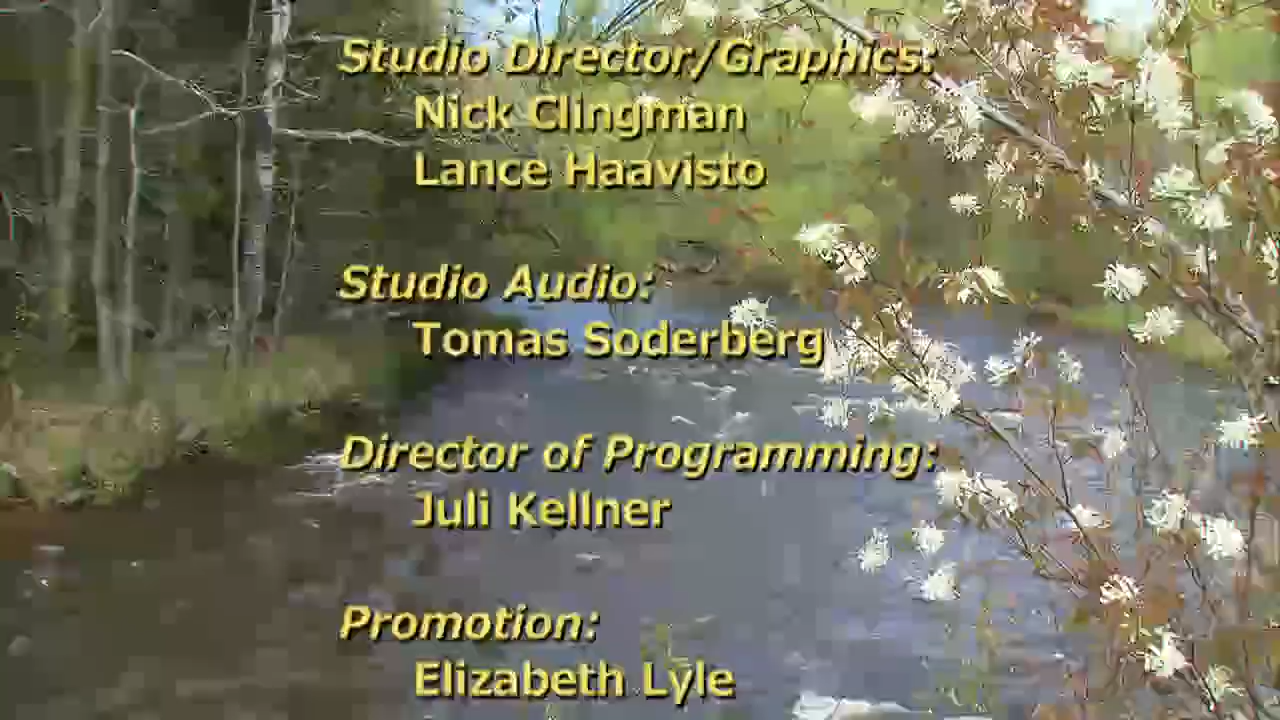 Studio Director/Graphics:
Nick Clingman
Lance Haavisto
Studio Audio:
Tomas Soderberg
Director of Programming:
Juli Kellner
Promotion:
Elizabeth Lyle